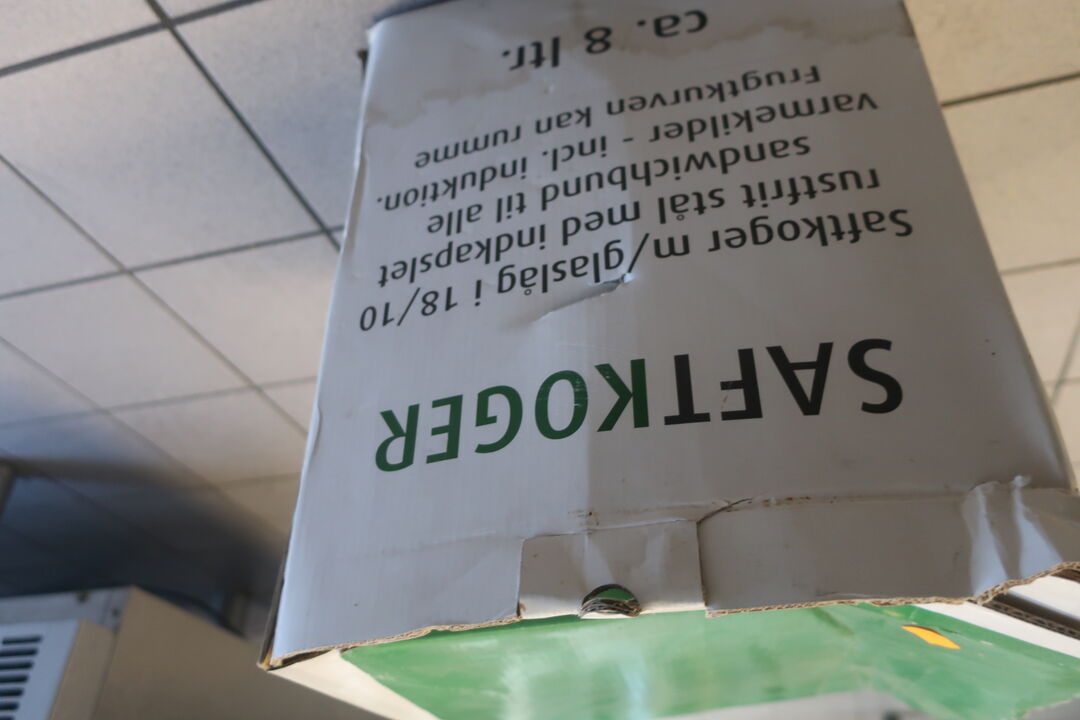 SAFTKOGER
Saftkoger m/glaslåg i 18/10
rustfrit stål med indkapslet
sandwichbund til alle
varmekilder - incl. induktion.
Frugtkurven kan rumme
ca. 8 ltr.